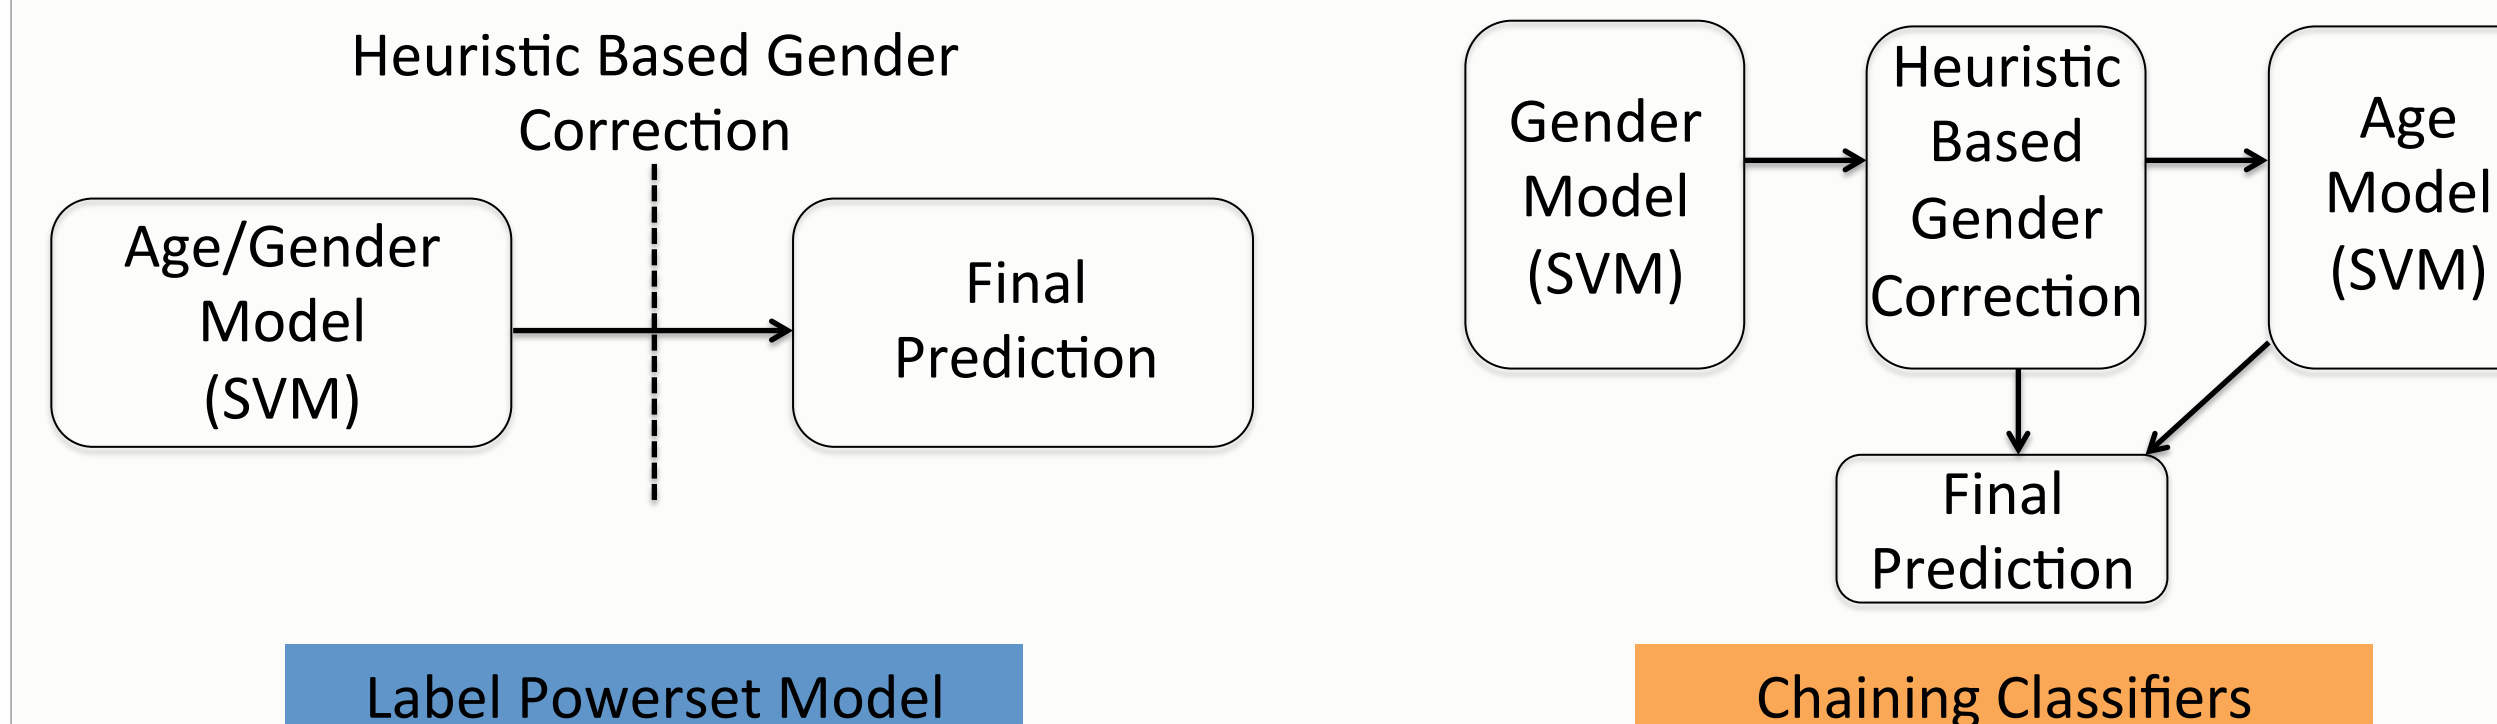 Heuristic Based Gender
Correction
Age/Gender
Model
(SVM)
Final
Prediction
Label Powerset Model
Gender
Model
(SVM)
Heuristic
Based
Gender
Correction
Age
Model
(SVM)
Final
Prediction
Chaining Classifiers